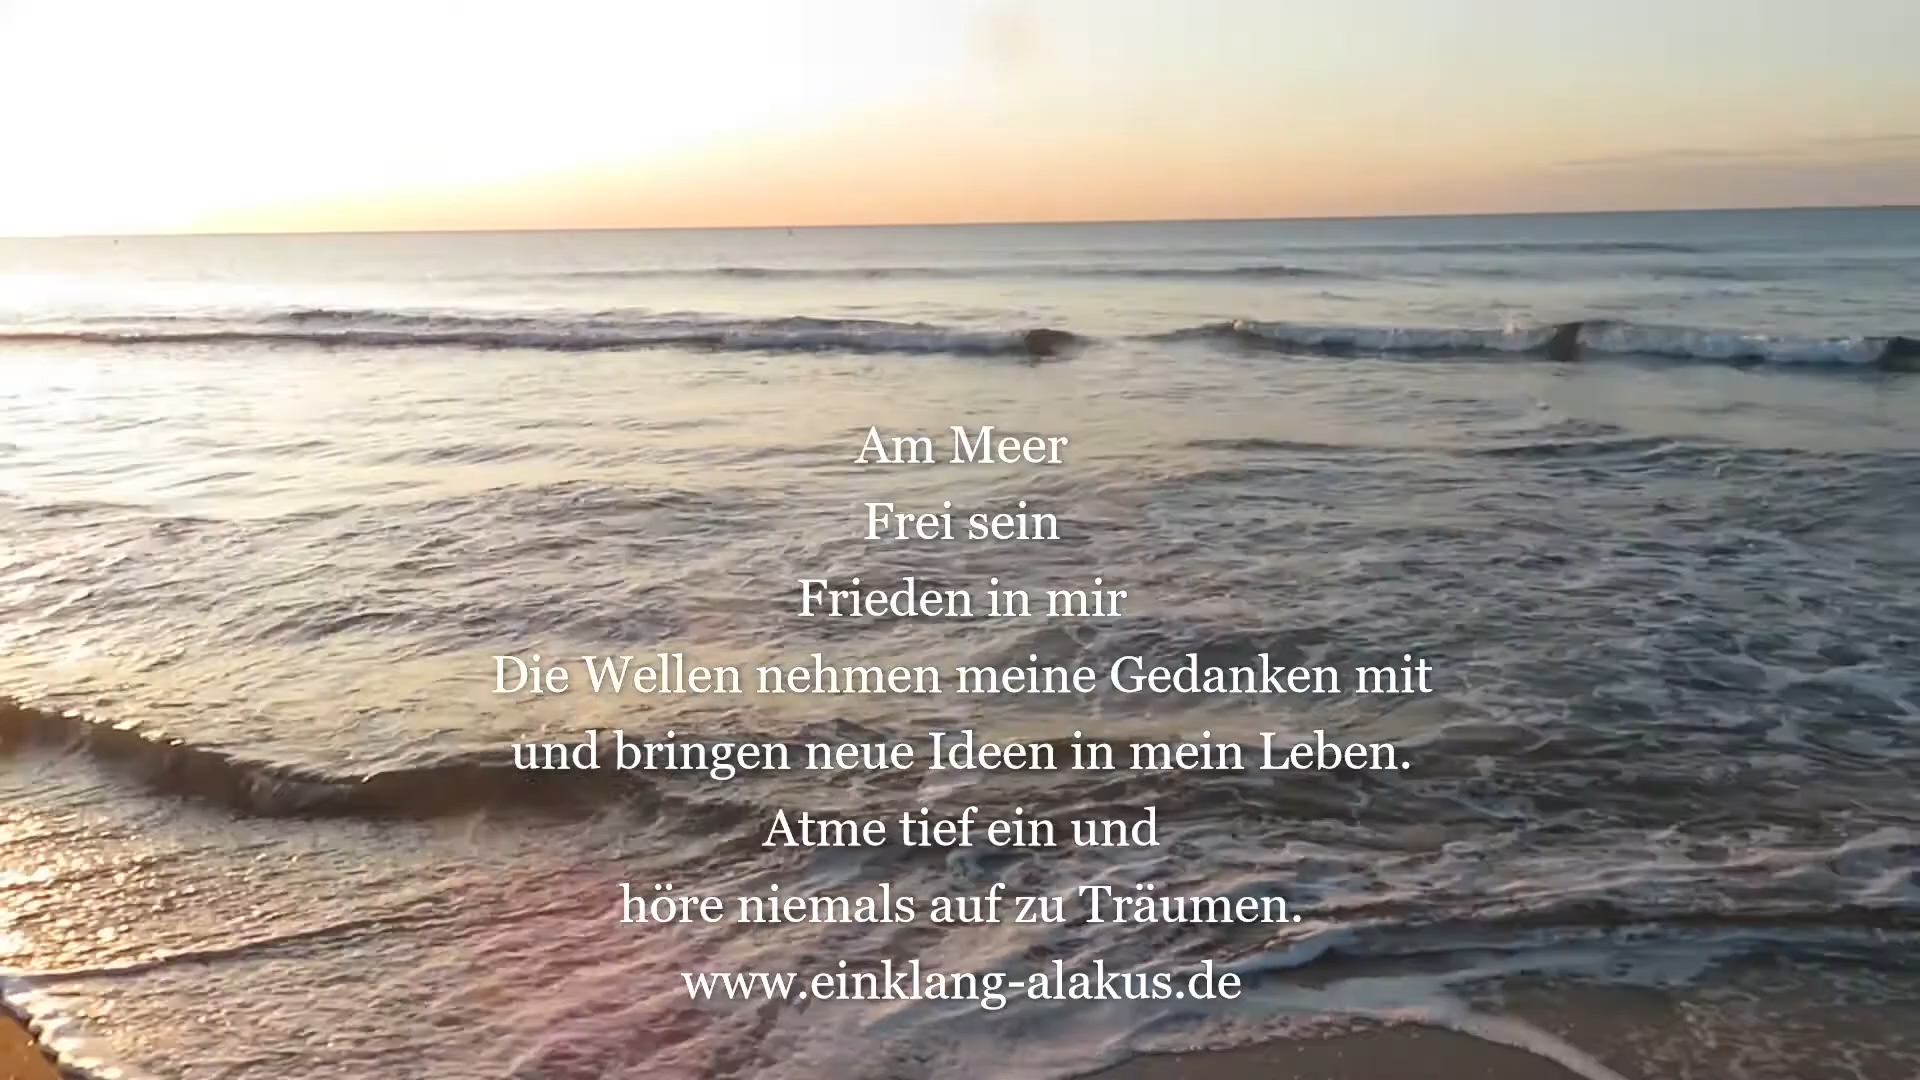 Am Meer
Frei sein
Frieden in mir
Die Wellen nehmen meine Gedanken mit
und bringen neue Ideen in mein Leben.
Atme tief ein und
höre niemals auf zu Träumen.
www.einklang-alakus.de